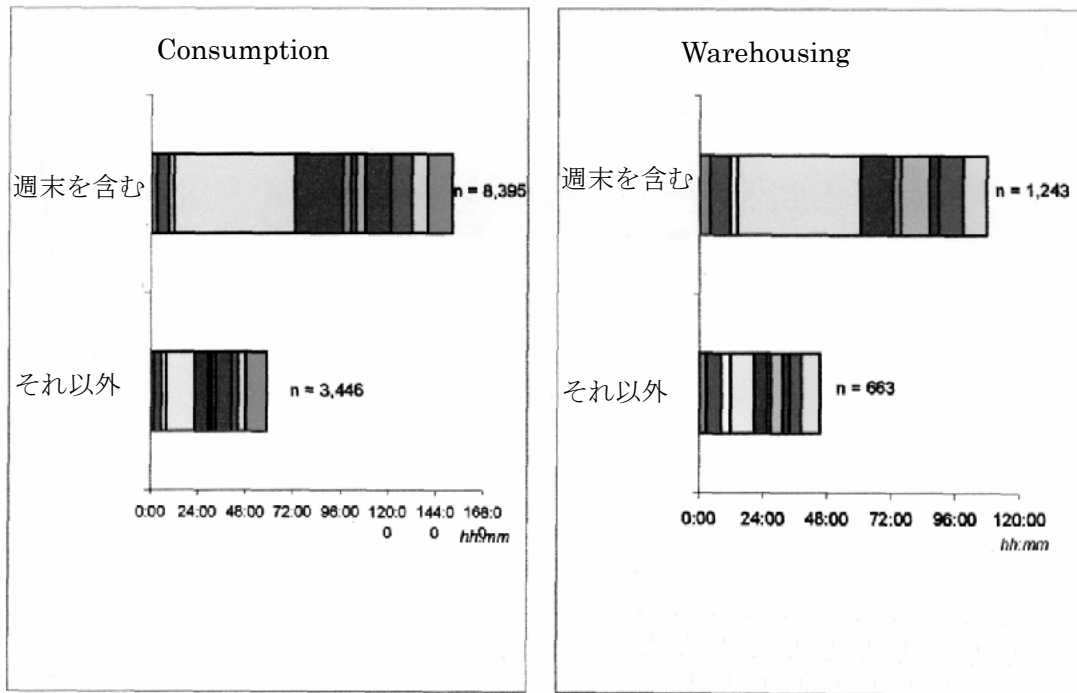 Consumption
週末を含む
n = 8,395
それ以外
n = 3,446
0:00 24:00 48:00 72:00 96:00 120:0
0 144:0
0 168:0
0
hh:mm
Warehousing
週末を含む
n = 1,243
それ以外
n = 663
0:00 24:00 48:00 72:00 96:00 120:00
hh:mm